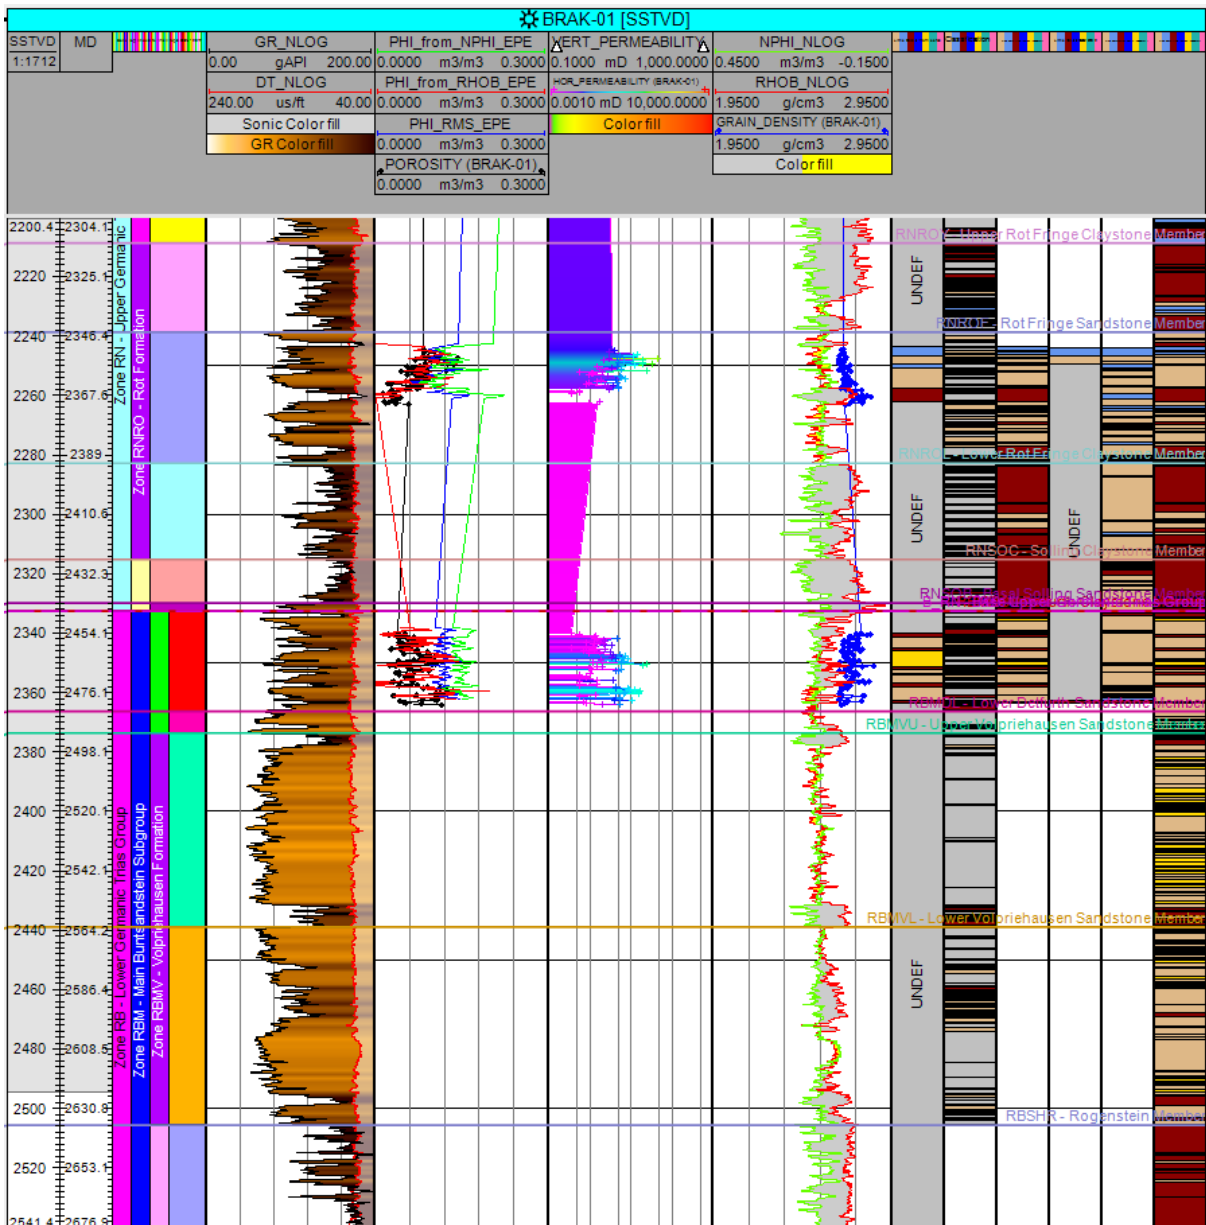 BRAK-01 [SSTVD]
SSTVD
1:1712
MD
GR_NLOG
0.00 gAPI 200.00
DT_NLOG
240.00 us/ft 40.00
Sonic Color fill
GR Color fill
PHI_from_NPHI_EPE
0.0000 m3/m3 0.3000
PHI_from_RHOB_EPE
0.0000 m3/m3 0.3000
PHI_RMS_EPE
0.0000 m3/m3 0.3000
POROSITY (BRAK-01)
0.0000 m3/m3 0.3000
VERT_PERMEABILITY
0.1000 mD 1,000.0000
HOR_PERMEABILITY (BRAK-01)
0.0010 mD 10,000.0000
Color fill
NPHI_NLOG
0.4500 m3/m3 -0.1500
RHOB_NLOG
1.9500 g/cm3 2.9500
GRAIN_DENSITY (BRAK-01)
1.9500 g/cm3 2.9500
Color fill
2200.4 2304.1
RNROY - Upper Rot Fringe Claystone Member
2220 2325.1
2240 2346.4
RNROF - Rot Fringe Sandstone Member
2260 2367.6
2280 2389
RNROL - Lower Rot Fringe Claystone Member
2300 2410.6
RNSOC - Solling Claystone Member
2320 2432.3
2340 2454.1
2360 2476.1
RBMDL - Lower Detfurth Sandstone Member
RBMVU - Upper Volpriehausen Sandstone Member
2380 2498.1
2400 2520.1
2420 2542.1
RBMVL - Lower Volpriehausen Sandstone Member
2440 2564.2
2460 2586.4
2480 2608.5
2500 2630.8
RBSHR - Rogenstein Member
2520 2653.1
2541.4 2676.9
Zone RN - Upper Germanic
Zone RNRO - Rot Formation
Zone RB - Lower Germanic Trias Group
Zone RBM - Main Buntsandstein Subgroup
Zone RBMV - Volpriehausen Formation
UNDEF
UNDEF
UNDEF
UNDEF